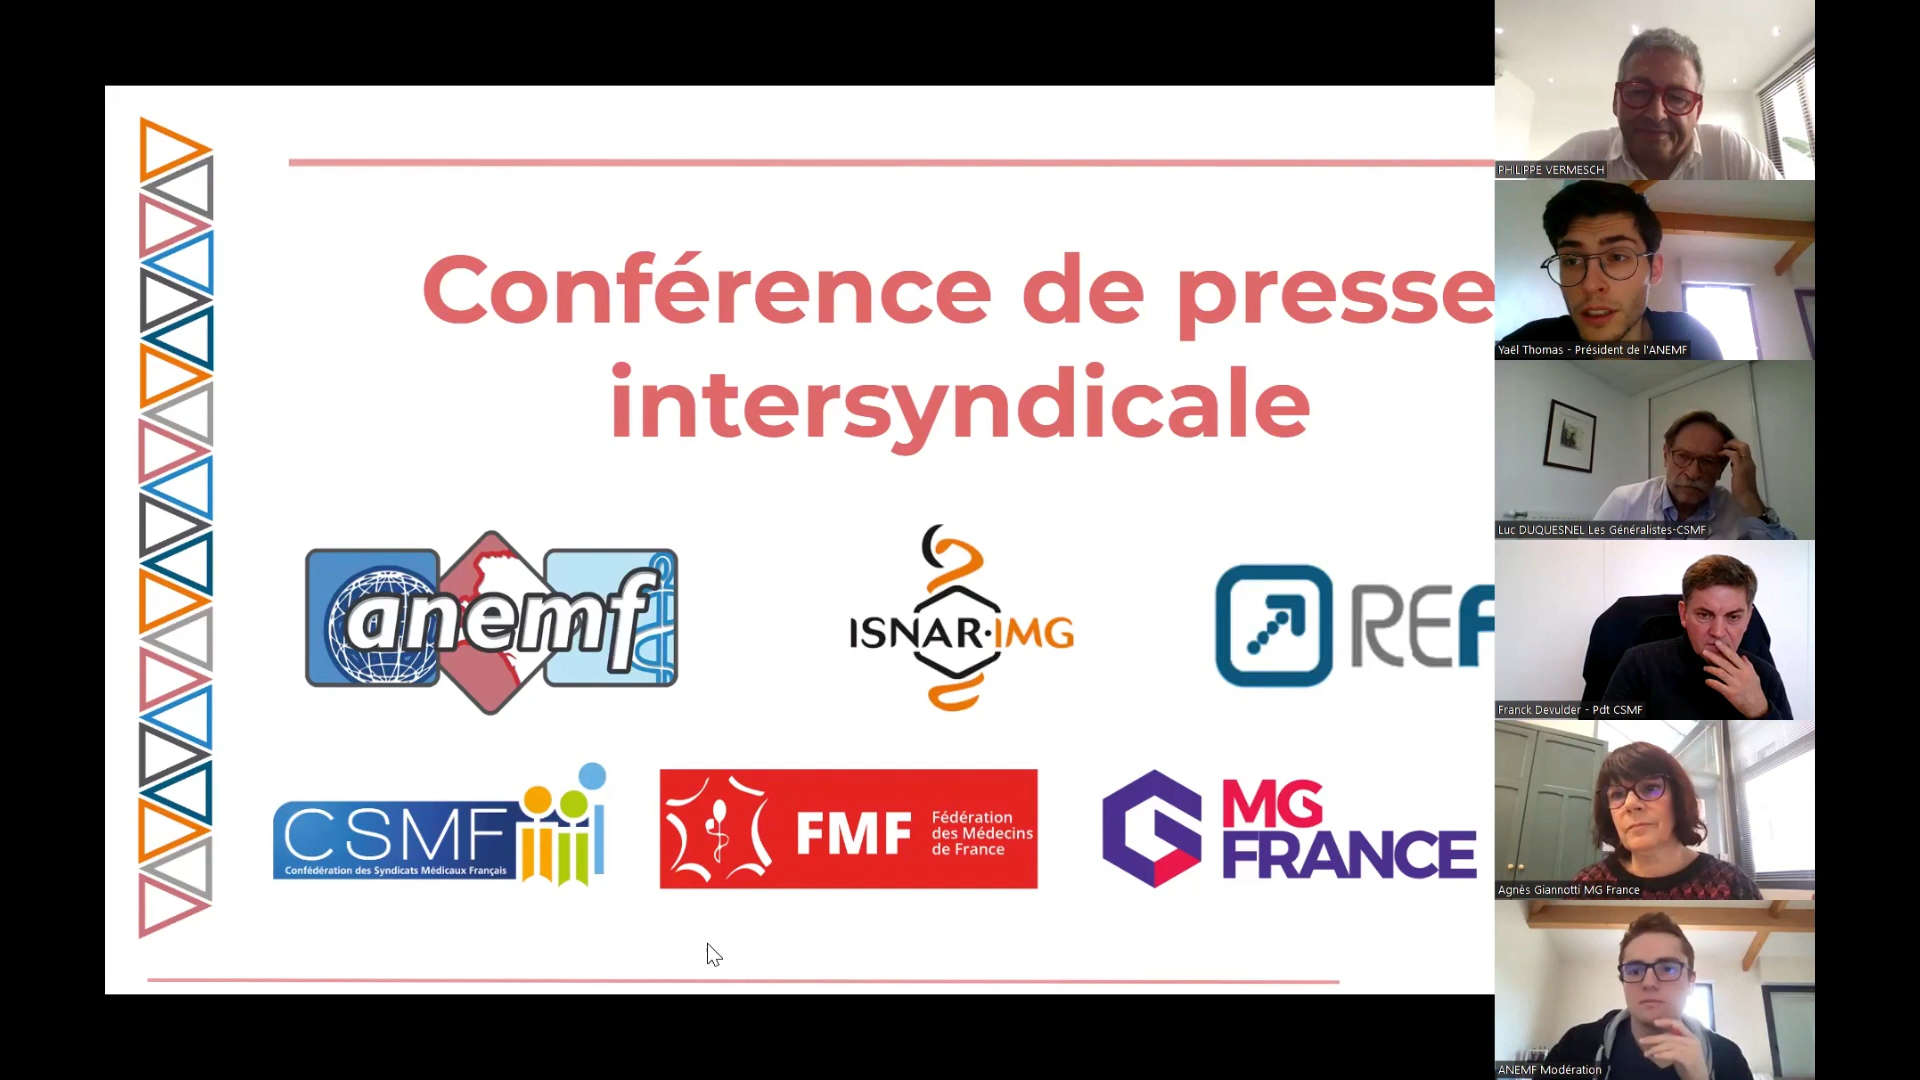 Conférence de presse
intersyndicale
anemf
ISNAR·IMG
CSMF
Confédération des Syndicats Médicaux Français
FMF
Fédération
des Médecins
de France
MG
FRANCE
PHILIPPE VERMESCH
Yaël Thomas - Président de l'ANEMF
Luc DUQUESNEL Les Généralistes-CSMF
Franck Devulder - Pdt CSMF
Agnès Giannotti MG France
ANEMF Modération